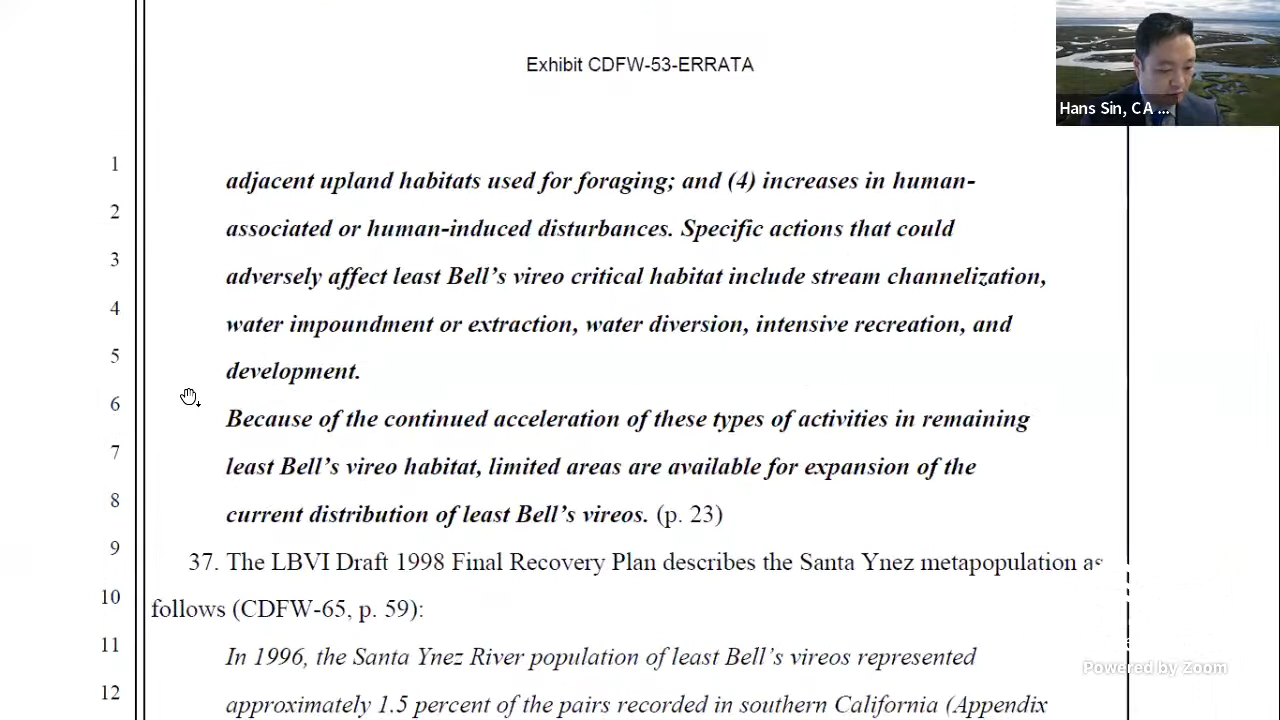 Exhibit CDFW-53-ERRATA
Hans Sin, CA ...
1 adjacent upland habitats used for foraging; and (4) increases in human-
2 associated or human-induced disturbances. Specific actions that could
3 adversely affect least Bell’s vireo critical habitat include stream channelization,
4 water impoundment or extraction, water diversion, intensive recreation, and
5 development.
6 Because of the continued acceleration of these types of activities in remaining
7 least Bell’s vireo habitat, limited areas are available for expansion of the
8 current distribution of least Bell’s vireos. (p. 23)
9 37. The LBVI Draft 1998 Final Recovery Plan describes the Santa Ynez metapopulation as
10 follows (CDFW-65, p. 59):
11 In 1996, the Santa Ynez River population of least Bell’s vireos represented
12 approximately 1.5 percent of the pairs recorded in southern California (Appendix
Powered by Zoom